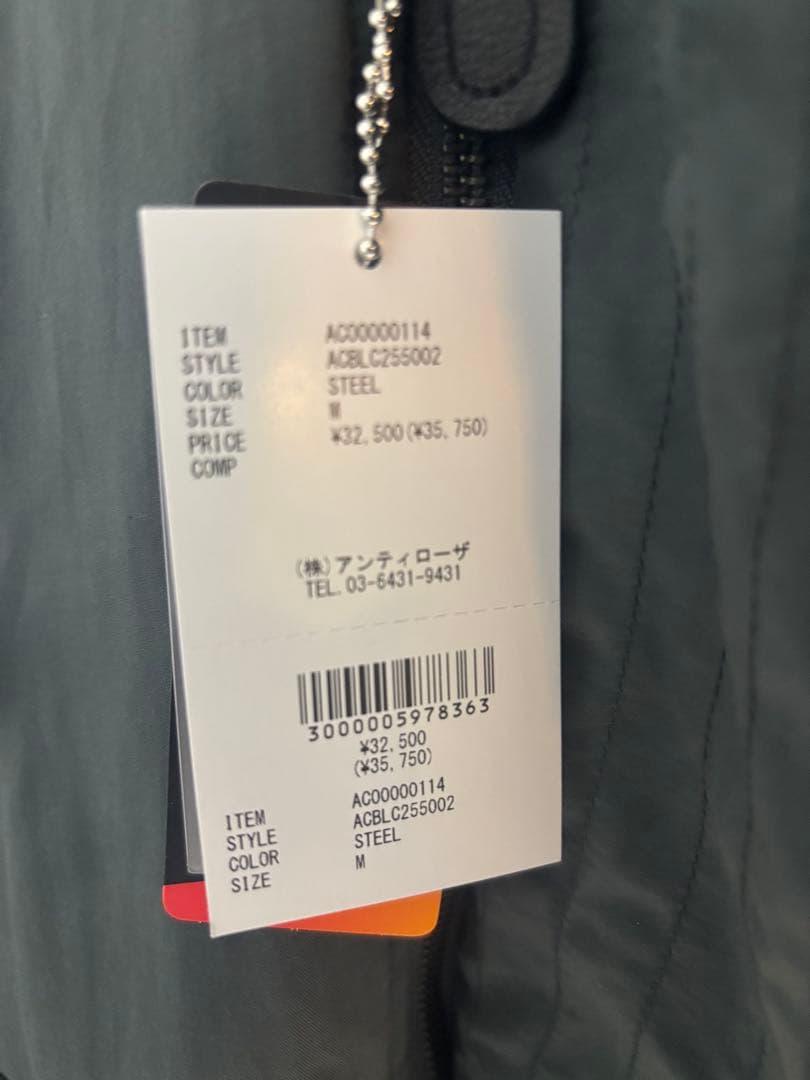 ITEM AC00000114
STYLE ACBLC255002
COLOR STEEL
SIZE M
PRICE ¥32,500(¥35,750)
COMP
(株)アンティローザ
TEL.03-6431-9431
3000005978363
¥32,500
(¥35,750)
ITEM AC00000114
STYLE ACBLC255002
COLOR STEEL
SIZE M